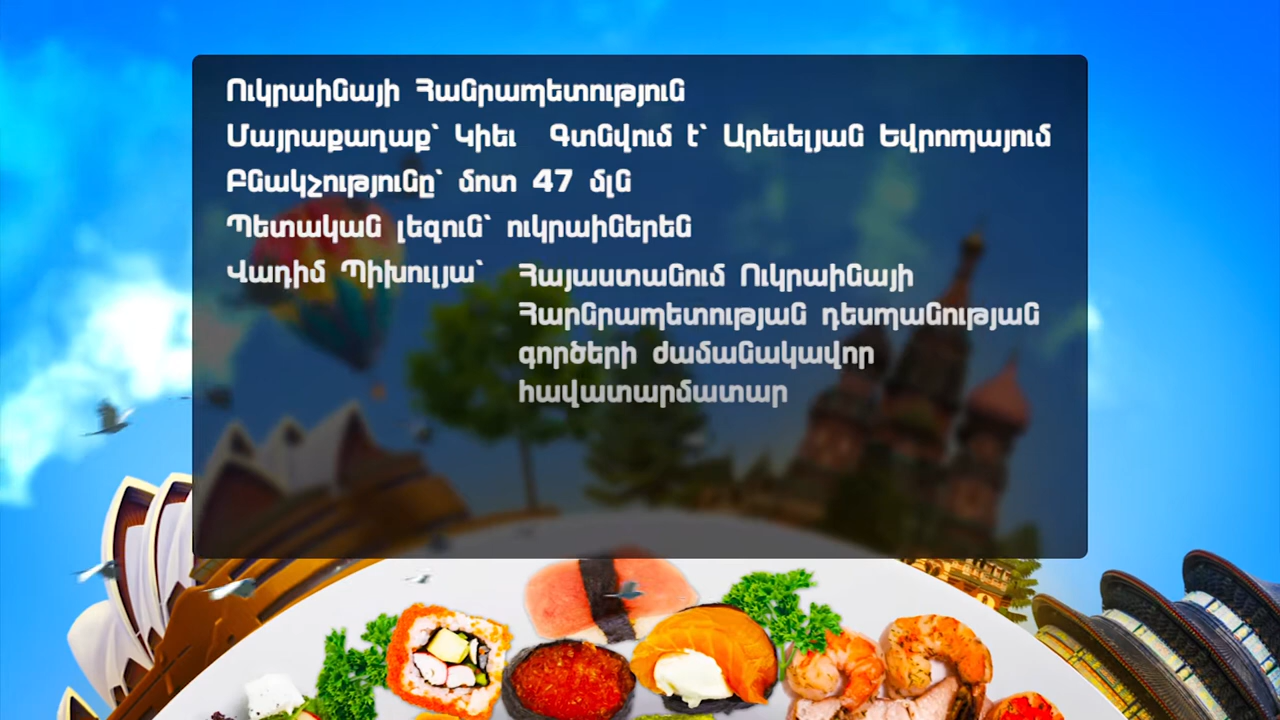 Ուկրաինայի Հանրապետություն
Մայրաքաղաք՝ Կիեւ Գտնվում է՝ Արեւելյան Եվրոպայում
Բնակչությունը՝ մոտ 47 մլն
Պետական լեզուն՝ ուկրաիներեն
Վադիմ Պիխուլյա՝ Հայաստանում Ուկրաինայի
Հարնրապետության դեսպանության
գործերի ժամանակավոր
հավատարմատար